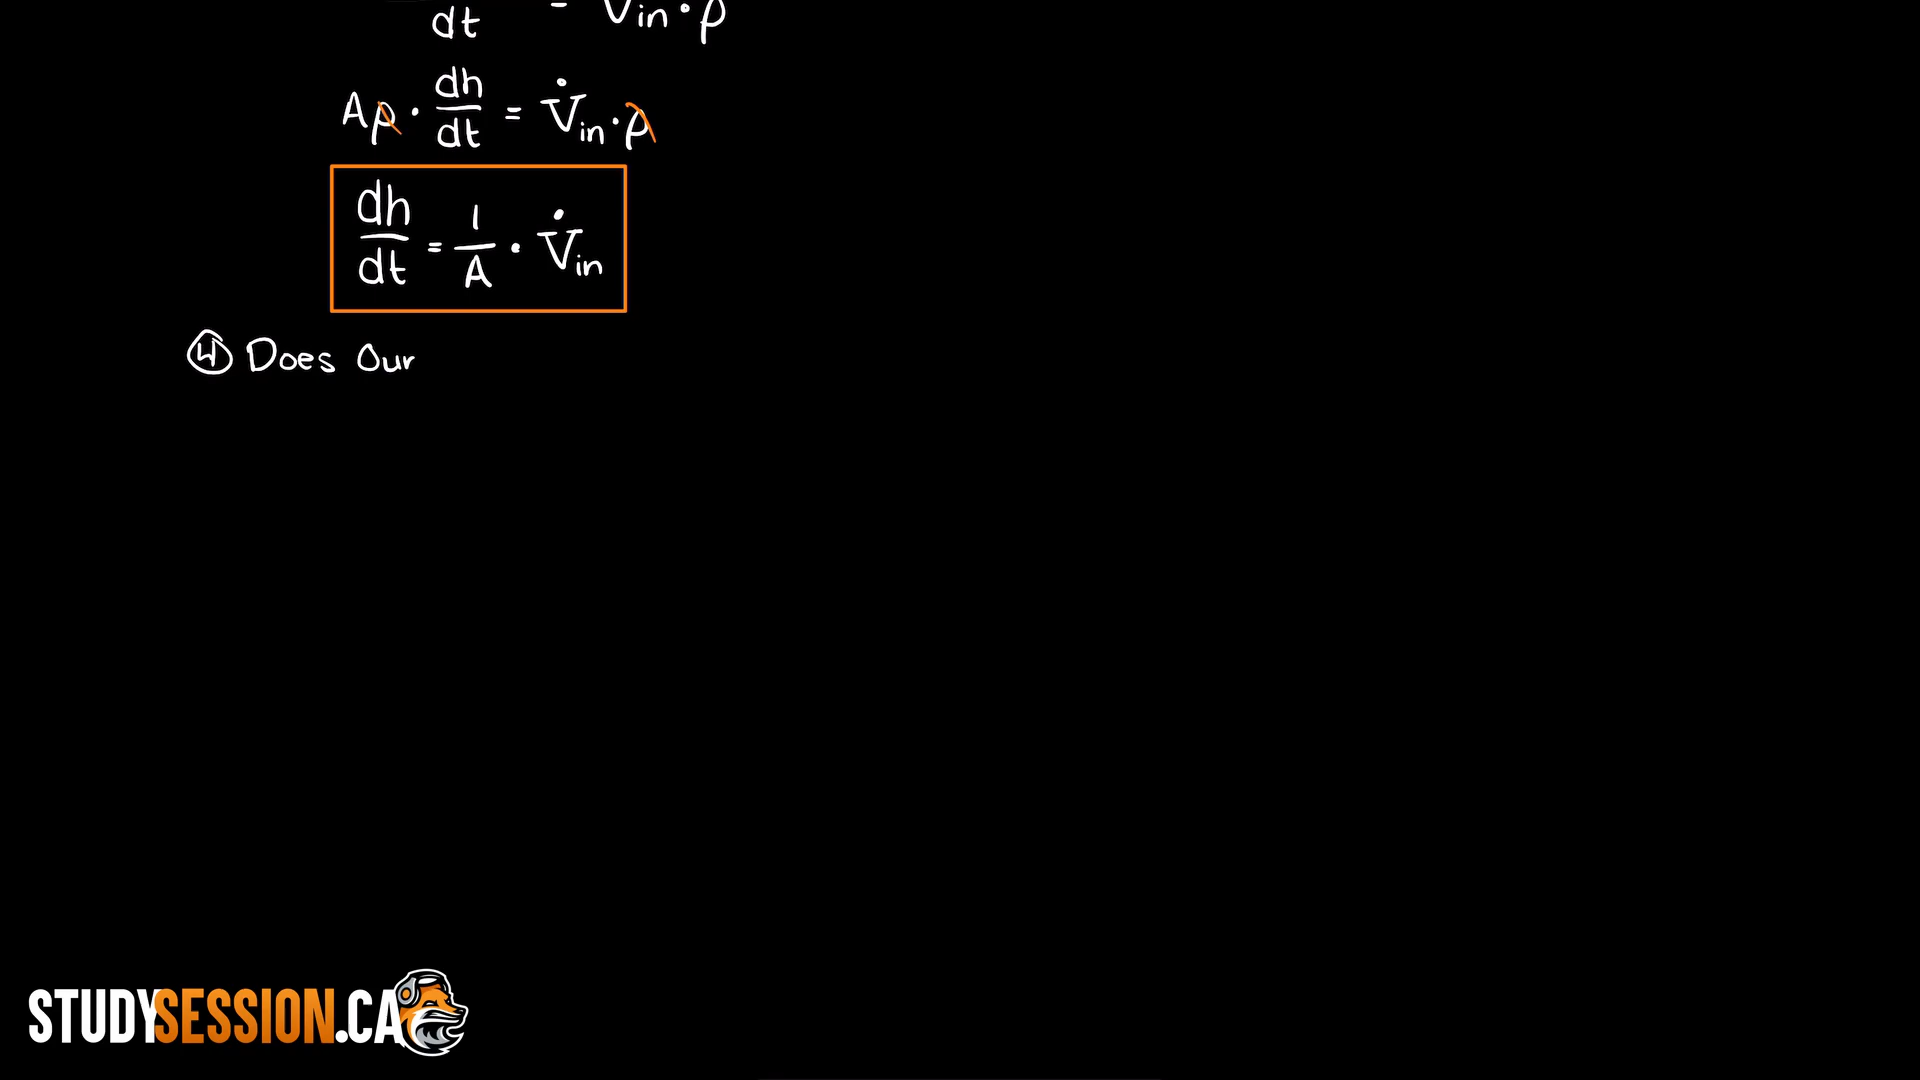 dt = V̇in · ρ
Aρ · dh/dt = V̇in · ρ
dh/dt = 1/A · V̇in
④ Does Our
STUDYSESSION.CA